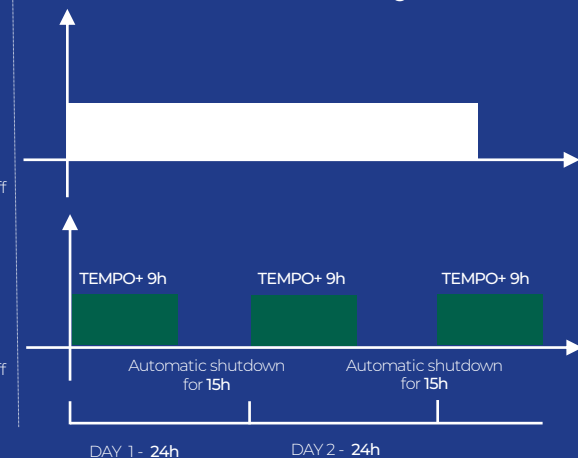 TEMPO+ 9h TEMPO+ 9h TEMPO+ 9h
Automatic shutdown
for 15h
Automatic shutdown
for 15h
DAY 1 - 24h
DAY 2 - 24h